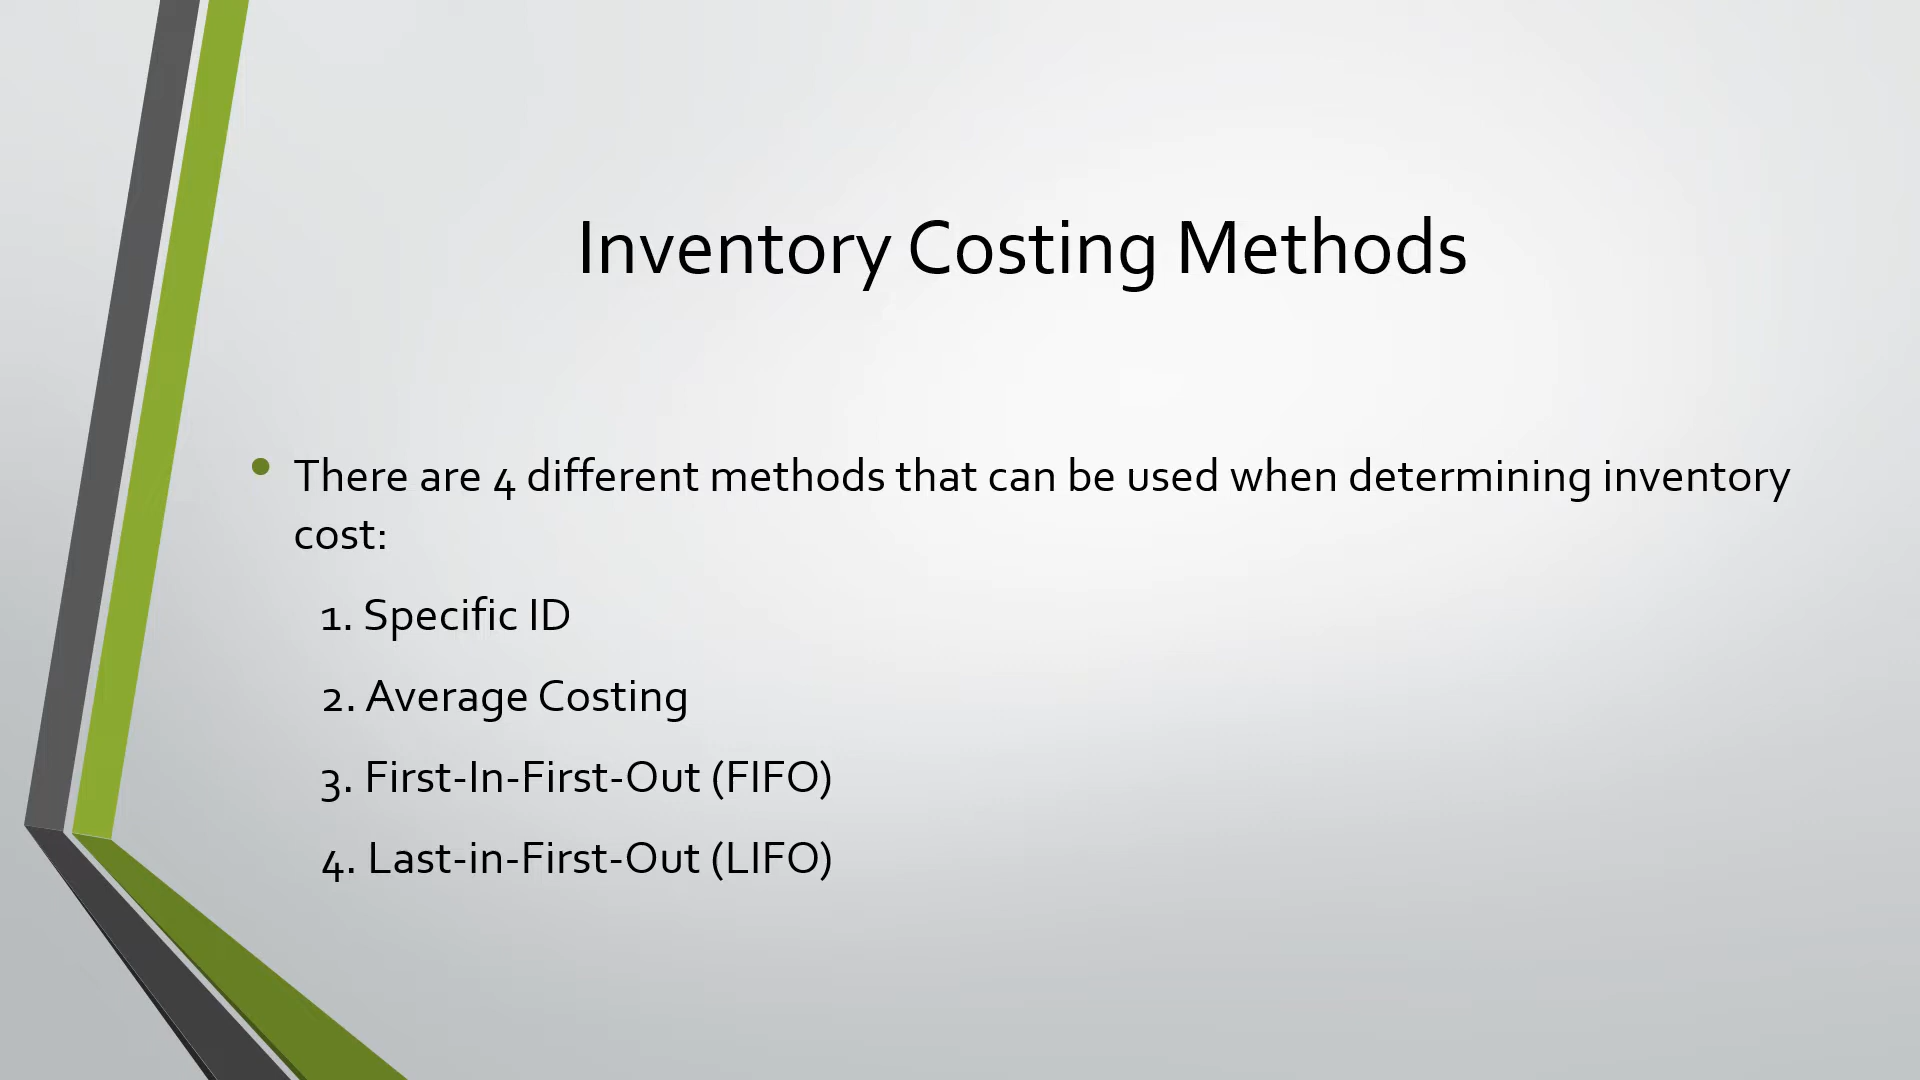 Inventory Costing Methods
• There are 4 different methods that can be used when determining inventory
cost:
1. Specific ID
2. Average Costing
3. First-In-First-Out (FIFO)
4. Last-in-First-Out (LIFO)